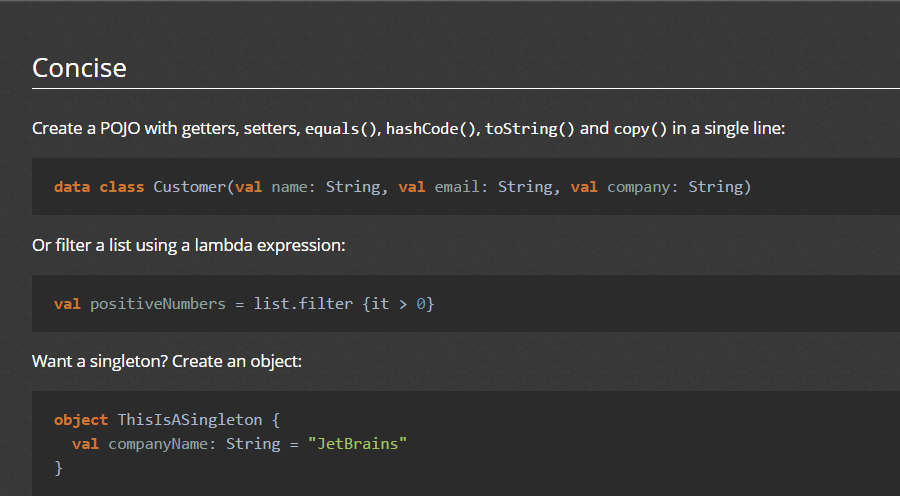 Concise
Create a POJO with getters, setters, equals(), hashCode(), toString() and copy() in a single line:
data class Customer(val name: String, val email: String, val company: String)
Or filter a list using a lambda expression:
val positiveNumbers = list.filter {it > 0}
Want a singleton? Create an object:
object ThisIsASingleton {
  val companyName: String = "JetBrains"
}